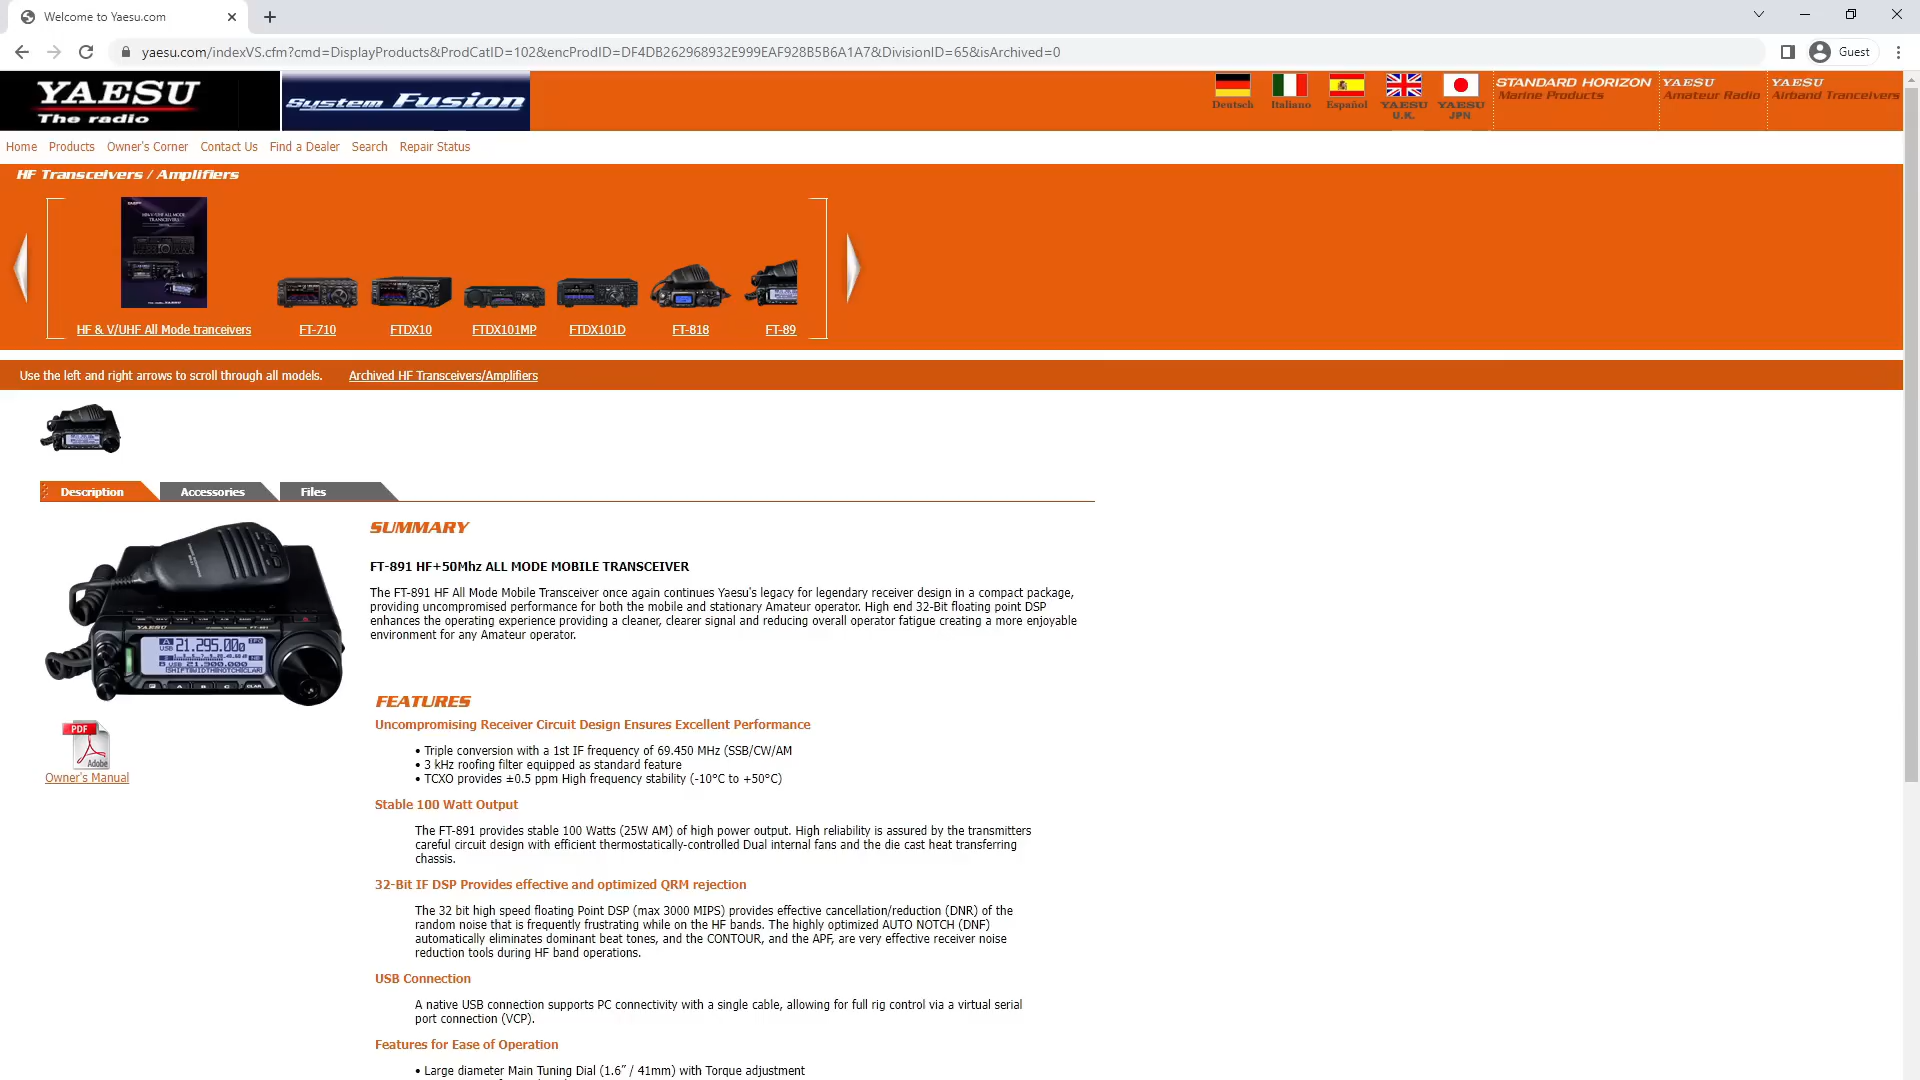 Welcome to Yaesu.com
yaesu.com/indexVS.cfm?cmd=DisplayProducts&ProdCatID=102&encProdID=DF4DB262968932E999EAF928B5B6A1A7&DivisionID=65&isArchived=0
Guest
YAESU
The radio
System Fusion
Deutsch
Italiano
Español
YAESU
U.K.
YAESU
JPN
STANDARD HORIZON
Marine Products
YAESU
Amateur Radio
YAESU
Airband Tranceivers
Home Products Owner's Corner Contact Us Find a Dealer Search Repair Status
HF Transceivers / Amplifiers
HF & V/UHF All Mode tranceivers
FT-710
FTDX10
FTDX101MP
FTDX101D
FT-818
FT-89
Use the left and right arrows to scroll through all models. Archived HF Transceivers/Amplifiers
Description Accessories Files
SUMMARY
FT-891 HF+50Mhz ALL MODE MOBILE TRANSCEIVER
The FT-891 HF All Mode Mobile Transceiver once again continues Yaesu's legacy for legendary receiver design in a compact package,
providing uncompromised performance for both the mobile and stationary Amateur operator. High end 32-Bit floating point DSP
enhances the operating experience providing a cleaner, clearer signal and reducing overall operator fatigue creating a more enjoyable
environment for any Amateur operator.
YAESU
FT-891
21.295.00
USB 21.300.000
A B C CLAR
PDF
Adobe
Owner's Manual
FEATURES
Uncompromising Receiver Circuit Design Ensures Excellent Performance
• Triple conversion with a 1st IF frequency of 69.450 MHz (SSB/CW/AM
• 3 kHz roofing filter equipped as standard feature
• TCXO provides ±0.5 ppm High frequency stability (-10°C to +50°C)
Stable 100 Watt Output
The FT-891 provides stable 100 Watts (25W AM) of high power output. High reliability is assured by the transmitters
careful circuit design with efficient thermostatically-controlled Dual internal fans and the die cast heat transferring
chassis.
32-Bit IF DSP Provides effective and optimized QRM rejection
The 32 bit high speed floating Point DSP (max 3000 MIPS) provides effective cancellation/reduction (DNR) of the
random noise that is frequently frustrating while on the HF bands. The highly optimized AUTO NOTCH (DNF)
automatically eliminates dominant beat tones, and the CONTOUR, and the APF, are very effective receiver noise
reduction tools during HF band operations.
USB Connection
A native USB connection supports PC connectivity with a single cable, allowing for full rig control via a virtual serial
port connection (VCP).
Features for Ease of Operation
• Large diameter Main Tuning Dial (1.6” / 41mm) with Torque adjustment